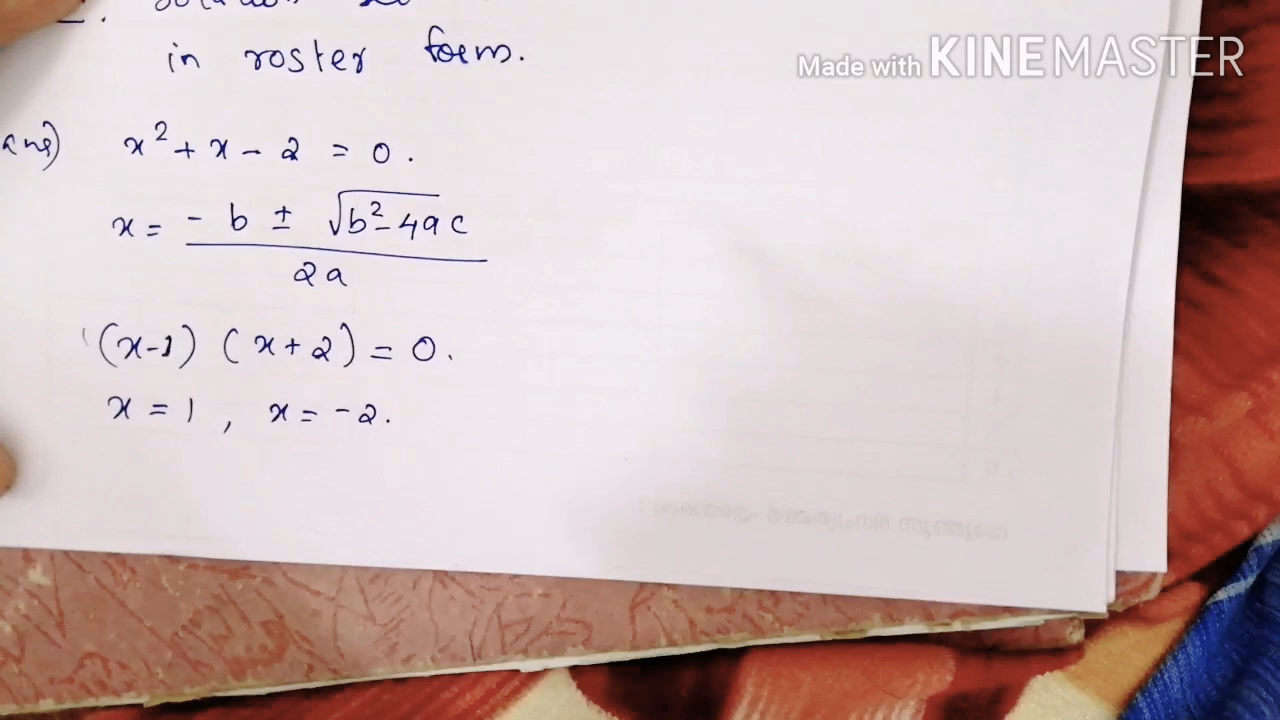 in roster form.
Made with KINEMASTER
ans) x² + x - 2 = 0.
x = - b ± √b² - 4ac
2a
(x-1) (x+2) = 0.
x = 1 , x = -2.